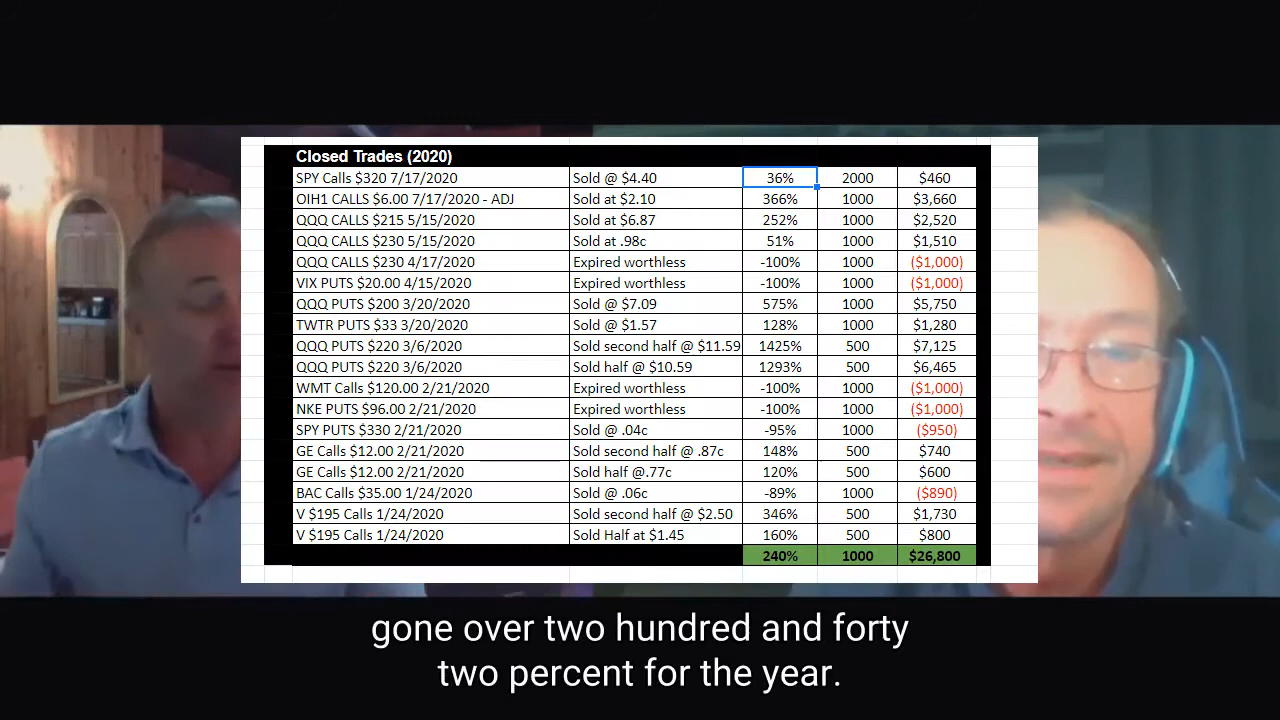 Closed Trades (2020)
SPY Calls $320 7/17/2020 Sold @ $4.40 36% 2000 $460
OIH1 CALLS $6.00 7/17/2020 - ADJ Sold at $2.10 366% 1000 $3,660
QQQ CALLS $215 5/15/2020 Sold at $6.87 252% 1000 $2,520
QQQ CALLS $230 5/15/2020 Sold at .98c 51% 1000 $1,510
QQQ CALLS $230 4/17/2020 Expired worthless -100% 1000 ($1,000)
VIX PUTS $20.00 4/15/2020 Expired worthless -100% 1000 ($1,000)
QQQ PUTS $200 3/20/2020 Sold @ $7.09 575% 1000 $5,750
TWTR PUTS $33 3/20/2020 Sold @ $1.57 128% 1000 $1,280
QQQ PUTS $220 3/6/2020 Sold second half @ $11.59 1425% 500 $7,125
QQQ PUTS $220 3/6/2020 Sold half @ $10.59 1293% 500 $6,465
WMT Calls $120.00 2/21/2020 Expired worthless -100% 1000 ($1,000)
NKE PUTS $96.00 2/21/2020 Expired worthless -100% 1000 ($1,000)
SPY PUTS $330 2/21/2020 Sold @ .04c -95% 1000 ($950)
GE Calls $12.00 2/21/2020 Sold second half @ .87c 148% 500 $740
GE Calls $12.00 2/21/2020 Sold half @.77c 120% 500 $600
BAC Calls $35.00 1/24/2020 Sold @ .06c -89% 1000 ($890)
V $195 Calls 1/24/2020 Sold second half @ $2.50 346% 500 $1,730
V $195 Calls 1/24/2020 Sold Half at $1.45 160% 500 $800
240% 1000 $26,800
gone over two hundred and forty
two percent for the year.